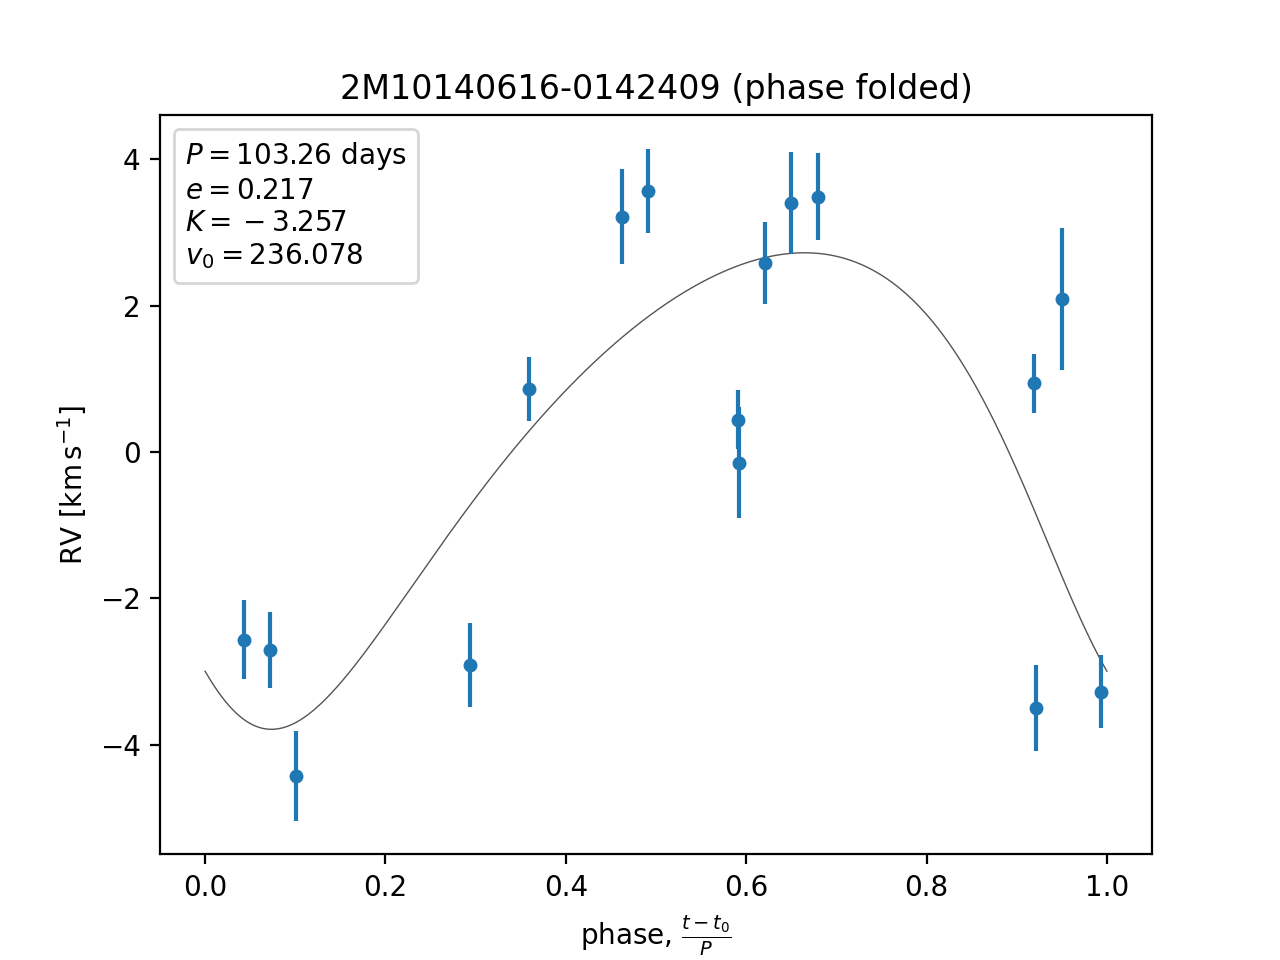 2M10140616-0142409 (phase folded)
P = 103.26 days
e = 0.217
K = −3.257
v₀ = 236.078
RV [km s⁻¹]
4
2
0
−2
−4
0.0 0.2 0.4 0.6 0.8 1.0
phase, (t − t₀)/P